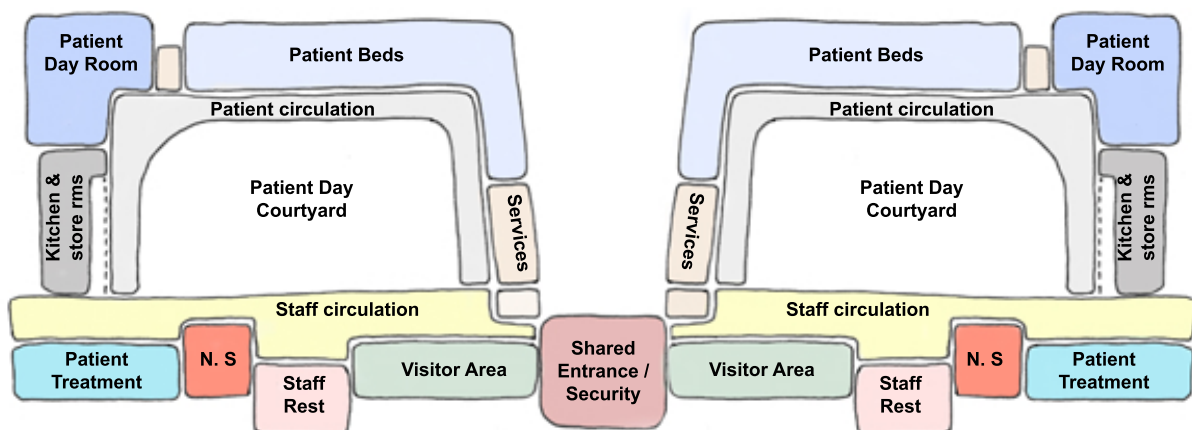 Patient
Day Room
Patient Beds
Patient circulation
Kitchen &
store rms
Patient Day
Courtyard
Services
Staff circulation
Patient
Treatment
N. S
Staff
Rest
Visitor Area
Shared
Entrance /
Security
Patient Beds
Patient
Day Room
Patient circulation
Services
Patient Day
Courtyard
Kitchen &
store rms
Staff circulation
Visitor Area
Staff
Rest
N. S
Patient
Treatment